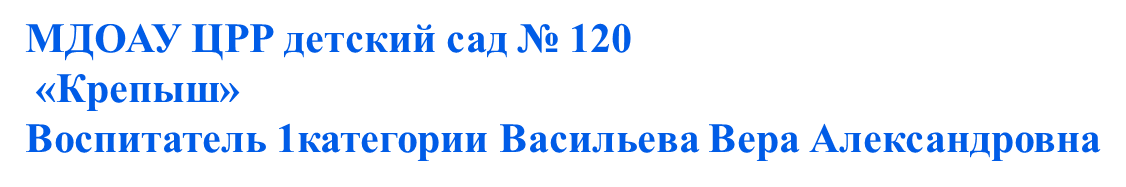 МДОАУ ЦРР детский сад № 120
«Крепыш»
Воспитатель 1категории Васильева Вера Александровна